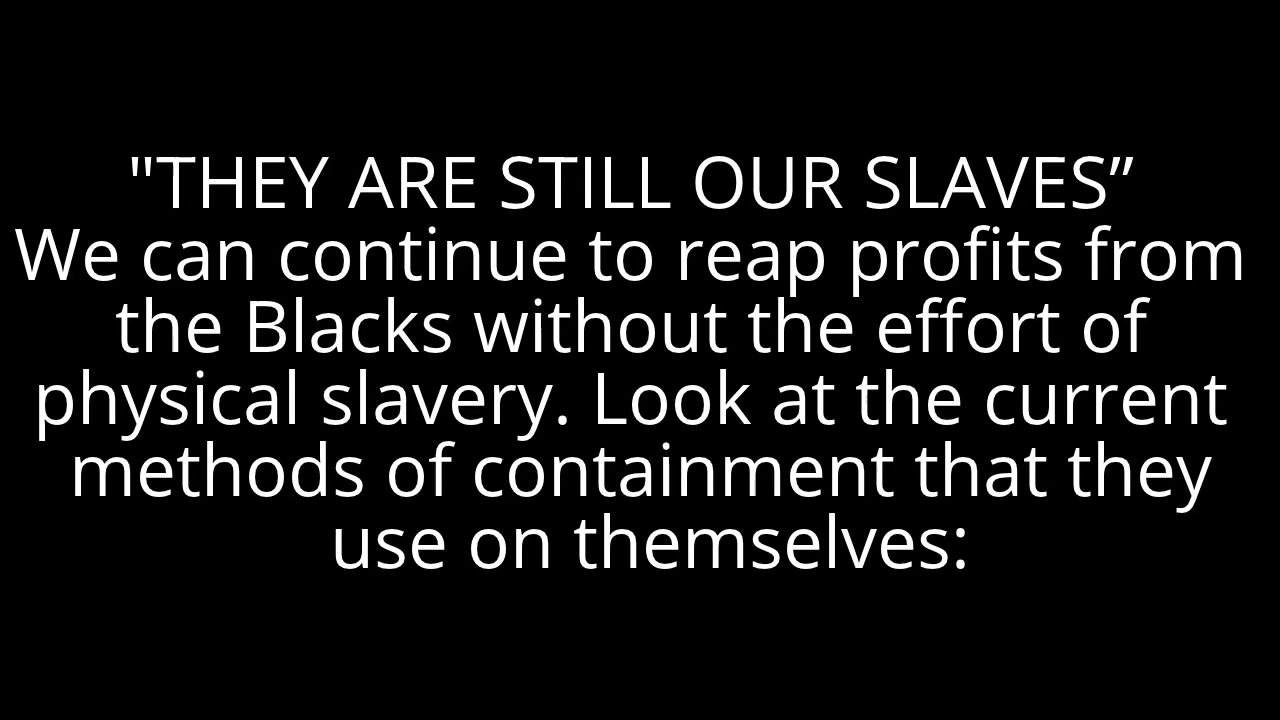 "THEY ARE STILL OUR SLAVES”
We can continue to reap profits from
the Blacks without the effort of
physical slavery. Look at the current
methods of containment that they
use on themselves: